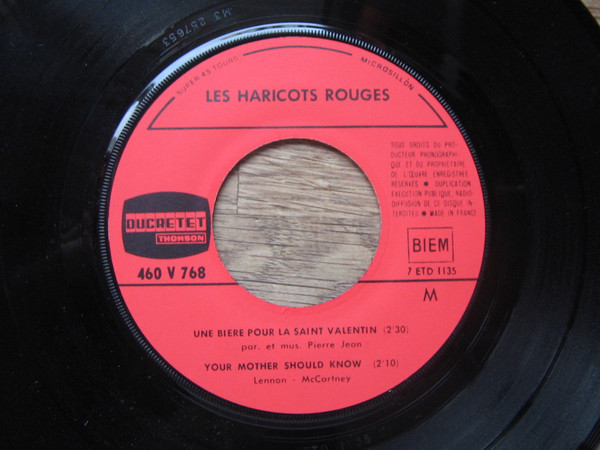 M3 257653
SUPER 45 TOURS
MICROSILLON
LES HARICOTS ROUGES
TOUS DROITS DU PRO-
DUCTEUR PHONOGRAPHI-
QUE ET DU PROPRIETAIRE
DE L'ŒUVRE ENREGISTREE
RESERVES ● DUPLICATION
EXECUTION PUBLIQUE, RADIO-
DIFFUSION DE CE DISQUE IN-
TERDITES ● MADE IN FRANCE
DUCRETET
THOMSON
460 V 768
BIEM
7 ETD 1135
M
UNE BIERE POUR LA SAINT VALENTIN (2'30)
par. et mus. Pierre Jean
YOUR MOTHER SHOULD KNOW (2'10)
Lennon - McCartney